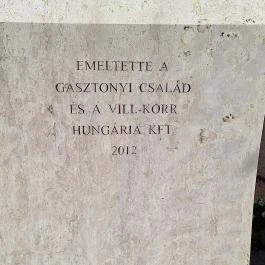 EMELTETTE A
GASZTONYI CSALÁD
ÉS A VILL-KORR
HUNGÁRIA KFT
2012